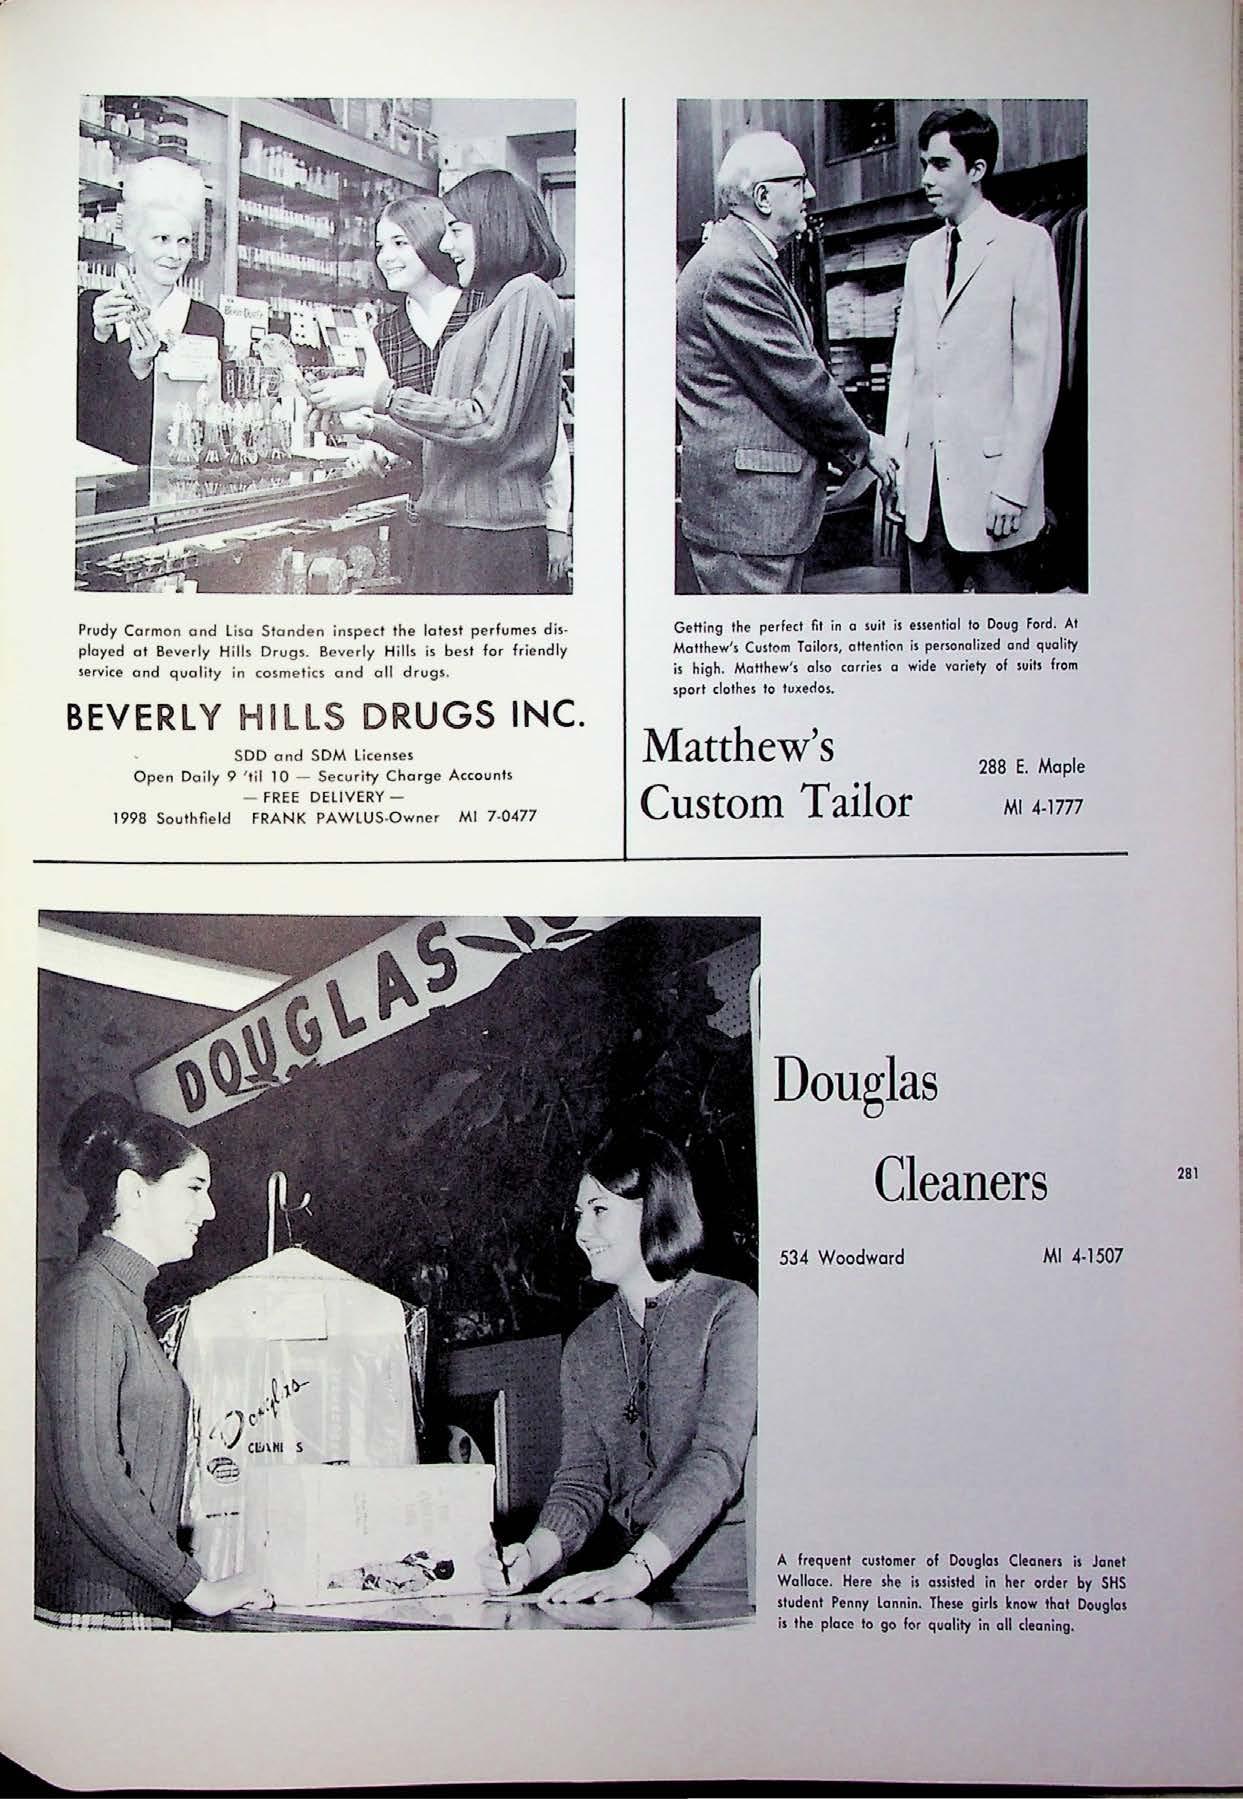 Prudy Carmon and Lisa Standen inspect the latest perfumes dis-
played at Beverly Hills Drugs. Beverly Hills is best for friendly
service and quality in cosmetics and all drugs.
BEVERLY HILLS DRUGS INC.
SDD and SDM Licenses
Open Daily 9 'til 10 — Security Charge Accounts
— FREE DELIVERY —
1998 Southfield FRANK PAWLUS-Owner MI 7-0477
Getting the perfect fit in a suit is essential to Doug Ford. At
Matthew's Custom Tailors, attention is personalized and quality
is high. Matthew's also carries a wide variety of suits from
sport clothes to tuxedos.
Matthew's
Custom Tailor
288 E. Maple
MI 4-1777
DOUGLAS
Douglas
CLEANERS
Douglas
Cleaners
534 Woodward MI 4-1507
281
A frequent customer of Douglas Cleaners is Janet
Wallace. Here she is assisted in her order by SHS
student Penny Lannin. These girls know that Douglas
is the place to go for quality in all cleaning.